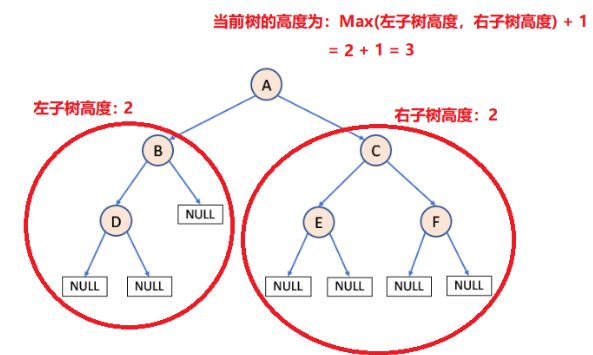 当前树的高度为：Max(左子树高度，右子树高度) + 1
= 2 + 1 = 3
A
左子树高度：2
右子树高度：2
B
C
D
NULL
E
F
NULL
NULL
NULL
NULL
NULL
NULL